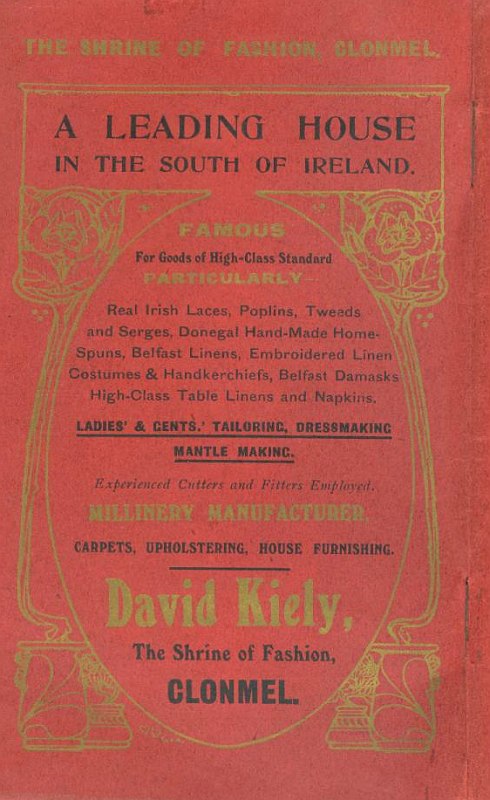 THE SHRINE OF FASHION, CLONMEL.
A LEADING HOUSE
IN THE SOUTH OF IRELAND.
FAMOUS
For Goods of High-Class Standard
PARTICULARLY—
Real Irish Laces, Poplins, Tweeds
and Serges, Donegal Hand-Made Home-
Spuns, Belfast Linens, Embroidered Linen
Costumes & Handkerchiefs, Belfast Damasks
High-Class Table Linens and Napkins.
LADIES' & GENTS.' TAILORING, DRESSMAKING
MANTLE MAKING.
Experienced Cutters and Fitters Employed.
MILLINERY MANUFACTURER.
CARPETS, UPHOLSTERING, HOUSE FURNISHING.
David Kiely,
The Shrine of Fashion,
CLONMEL.